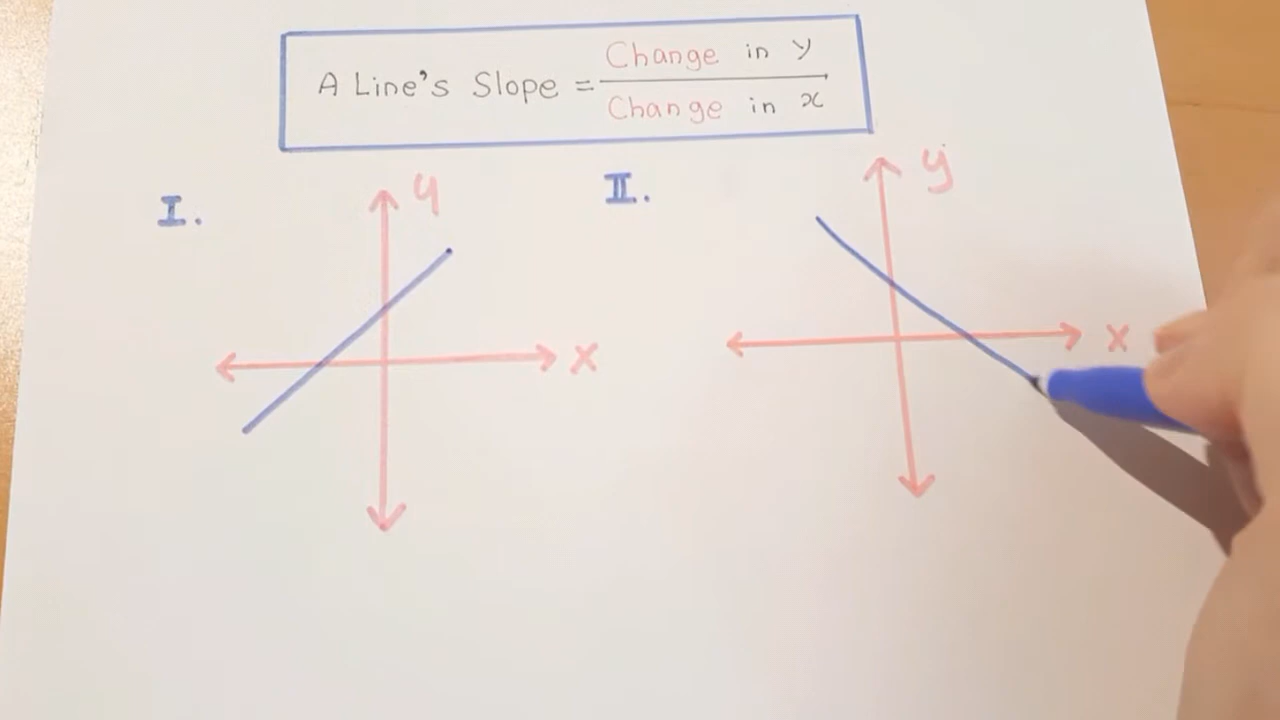 A Line's Slope = Change in y / Change in x
I.
y
x
II.
y
x